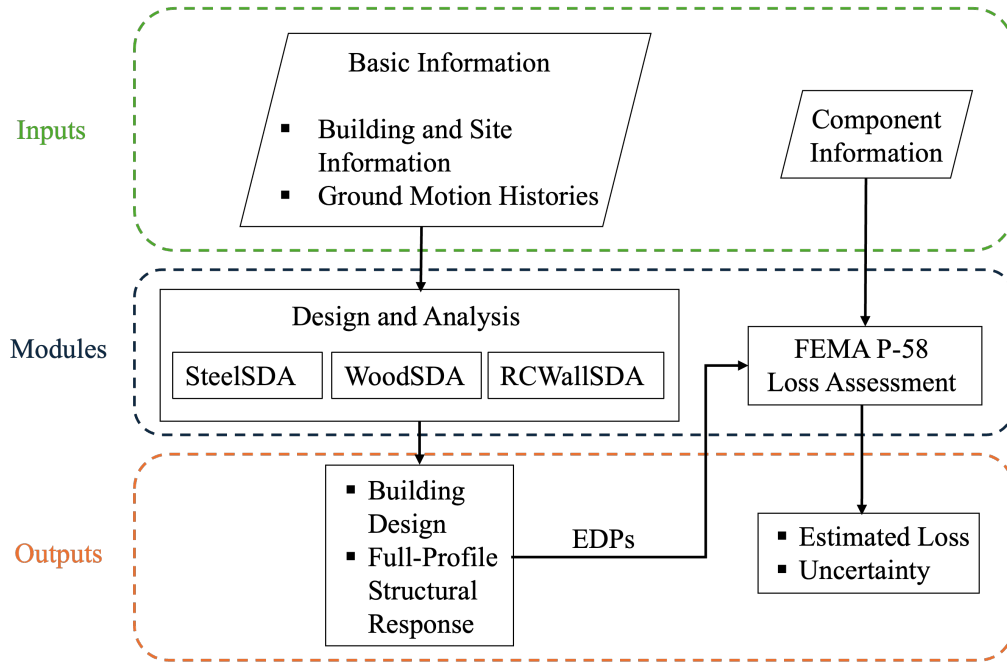 Inputs
Basic Information
▪ Building and Site
Information
▪ Ground Motion Histories
Component
Information
Modules
Design and Analysis
SteelSDA
WoodSDA
RCWallSDA
FEMA P-58
Loss Assessment
Outputs
▪ Building
Design
▪ Full-Profile
Structural
Response
EDPs
▪ Estimated Loss
▪ Uncertainty